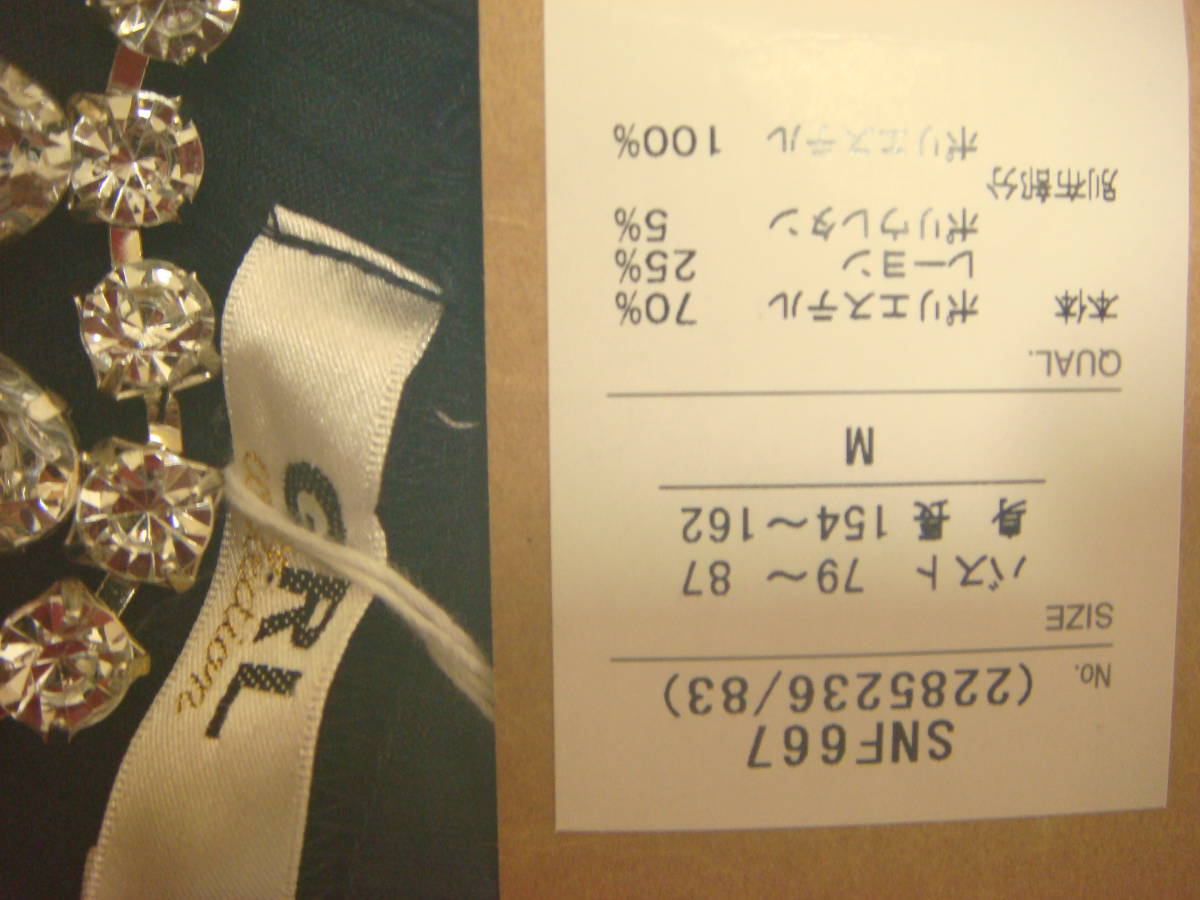 SNF667
No. (2285236/83)
SIZE
バスト 79～ 87
身 長 154～162
M
QUAL.
本体 ポリエステル 70%
レーヨン 25%
ポリウレタン 5%
別布部分
ポリエステル 100%
GRL